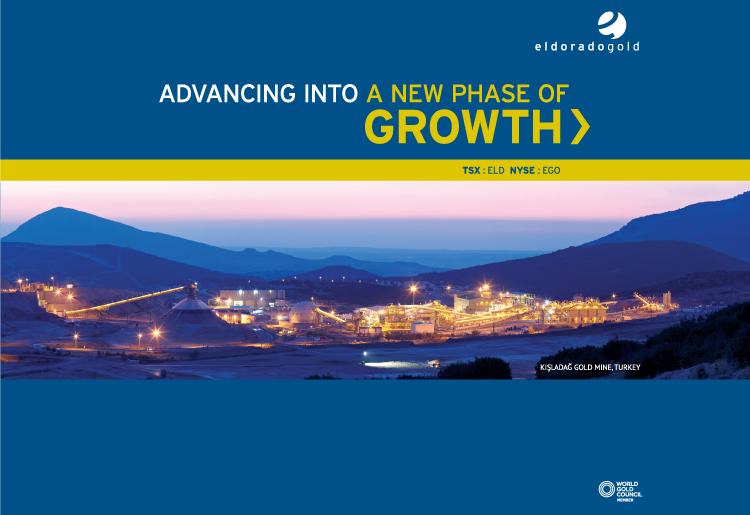 eldoradogold
ADVANCING INTO A NEW PHASE OF
GROWTH
TSX : ELD NYSE : EGO
KIŞLADAĞ GOLD MINE, TURKEY
WORLD
GOLD
COUNCIL
MEMBER